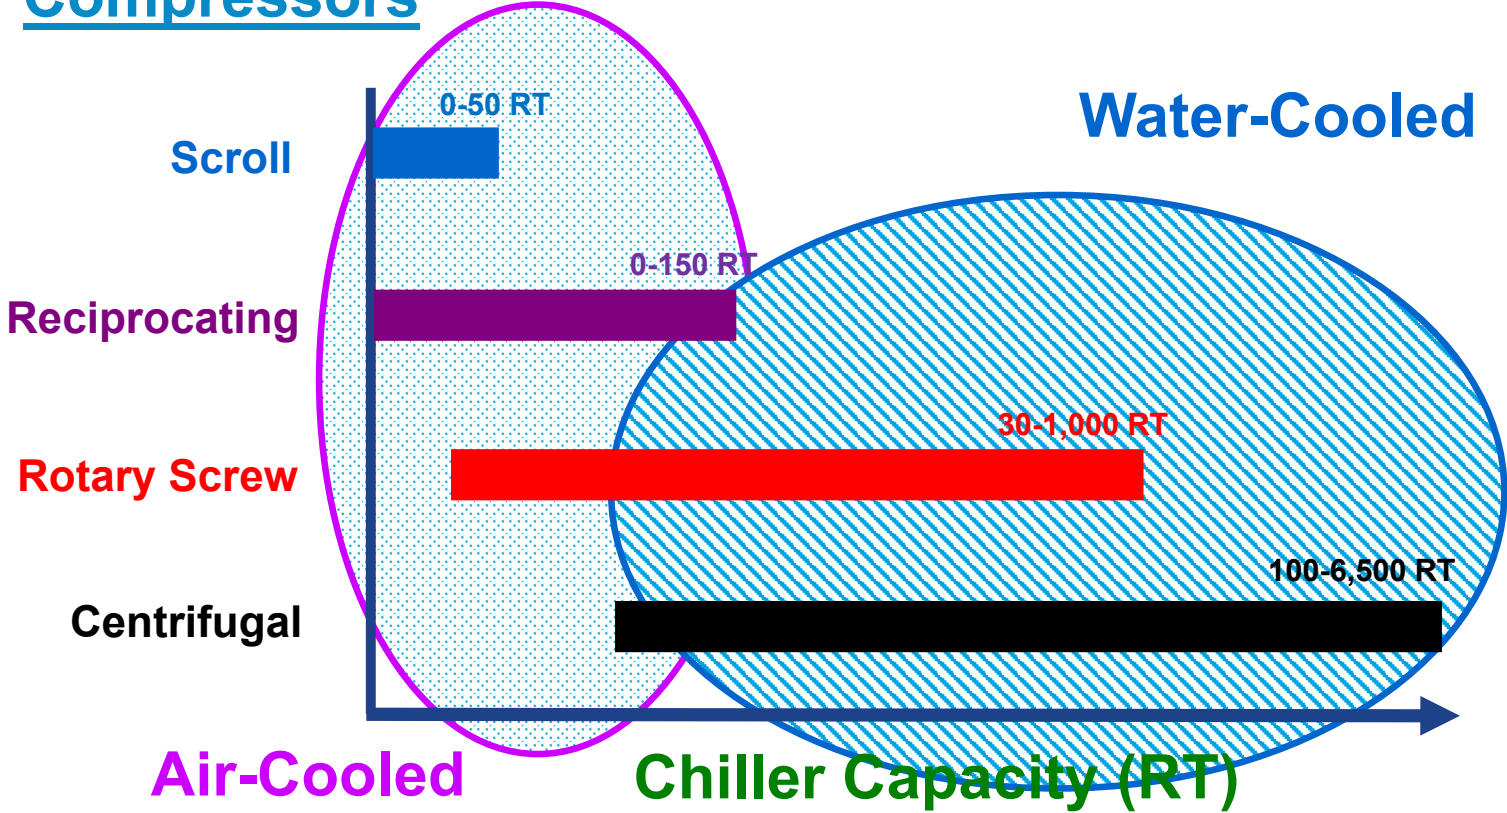 Compressors
0-50 RT
Water-Cooled
Scroll
0-150 RT
Reciprocating
30-1,000 RT
Rotary Screw
100-6,500 RT
Centrifugal
Air-Cooled
Chiller Capacity (RT)